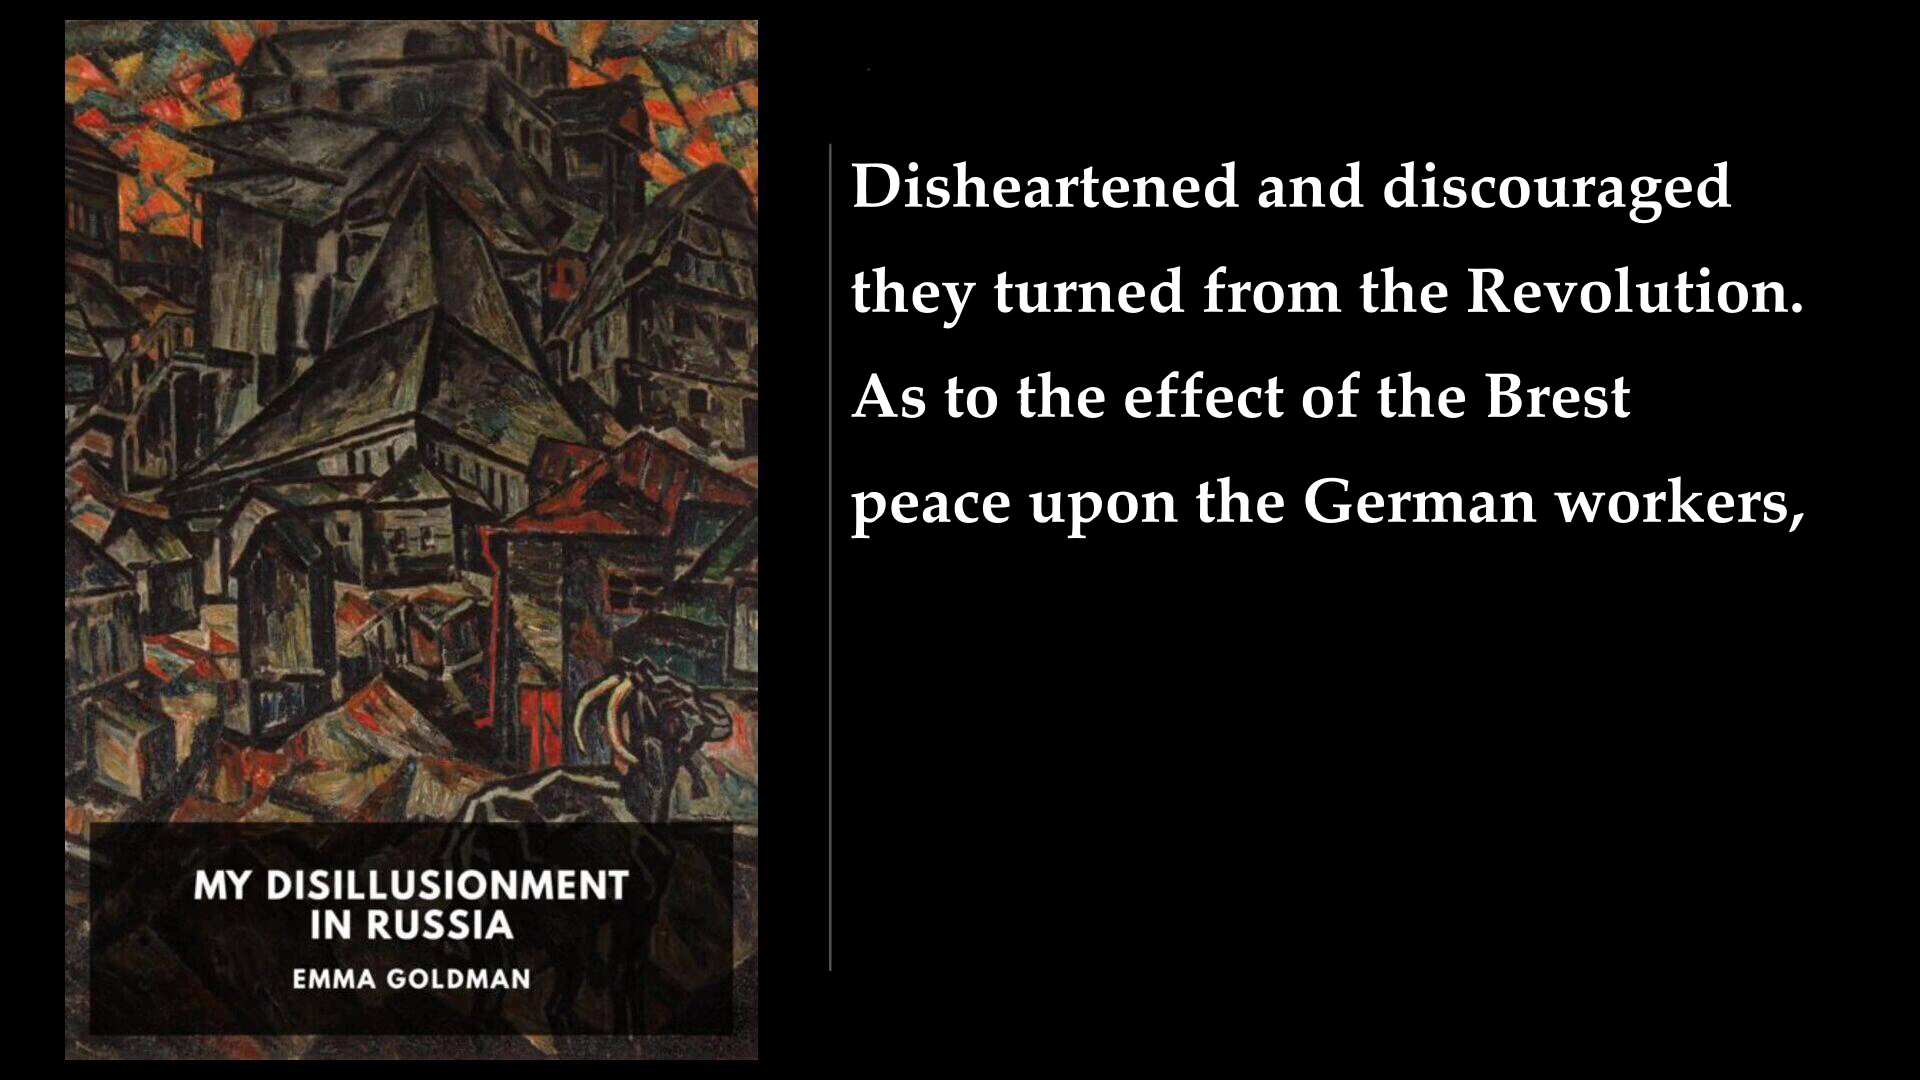 MY DISILLUSIONMENT
IN RUSSIA
EMMA GOLDMAN
Disheartened and discouraged
they turned from the Revolution.
As to the effect of the Brest
peace upon the German workers,